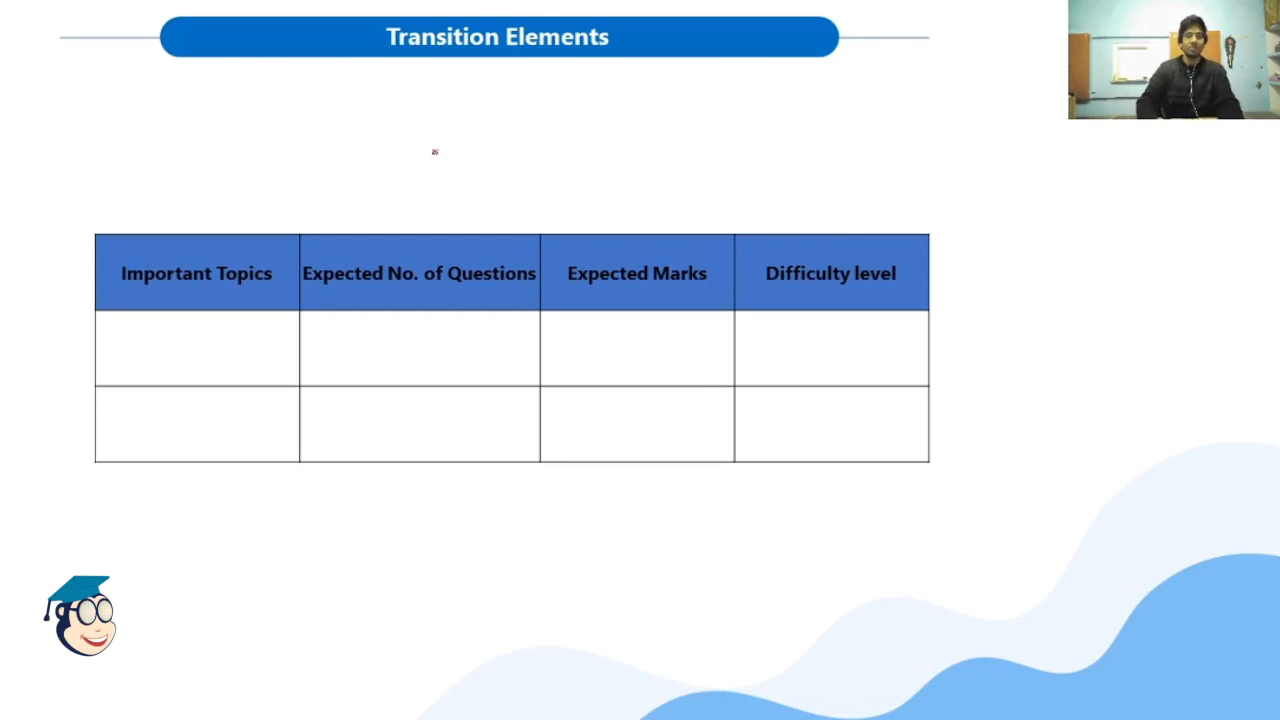 Transition Elements
Important Topics
Expected No. of Questions
Expected Marks
Difficulty level